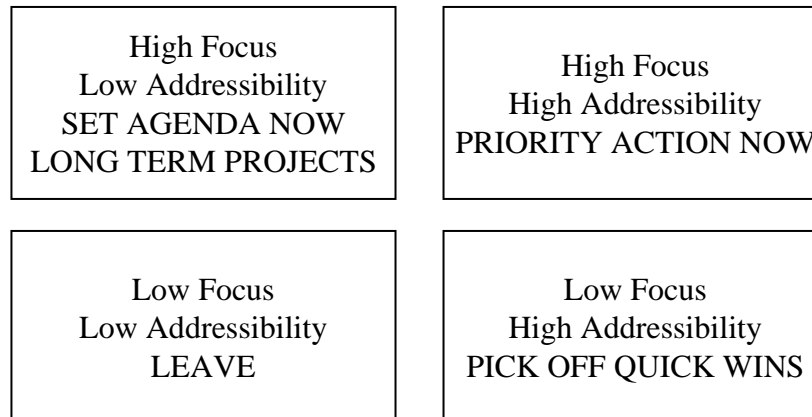 High Focus
Low Addressibility
SET AGENDA NOW
LONG TERM PROJECTS
High Focus
High Addressibility
PRIORITY ACTION NOW
Low Focus
Low Addressibility
LEAVE
Low Focus
High Addressibility
PICK OFF QUICK WINS